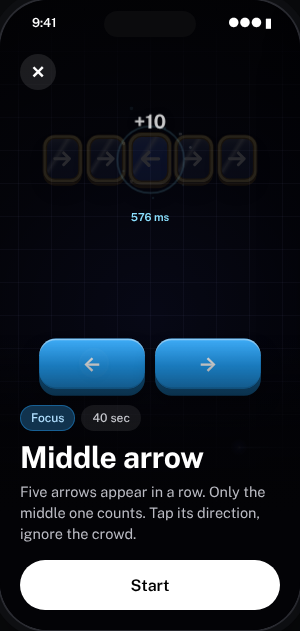 9:41
+10
576 ms
Focus
40 sec
Middle arrow
Five arrows appear in a row. Only the
middle one counts. Tap its direction,
ignore the crowd.
Start